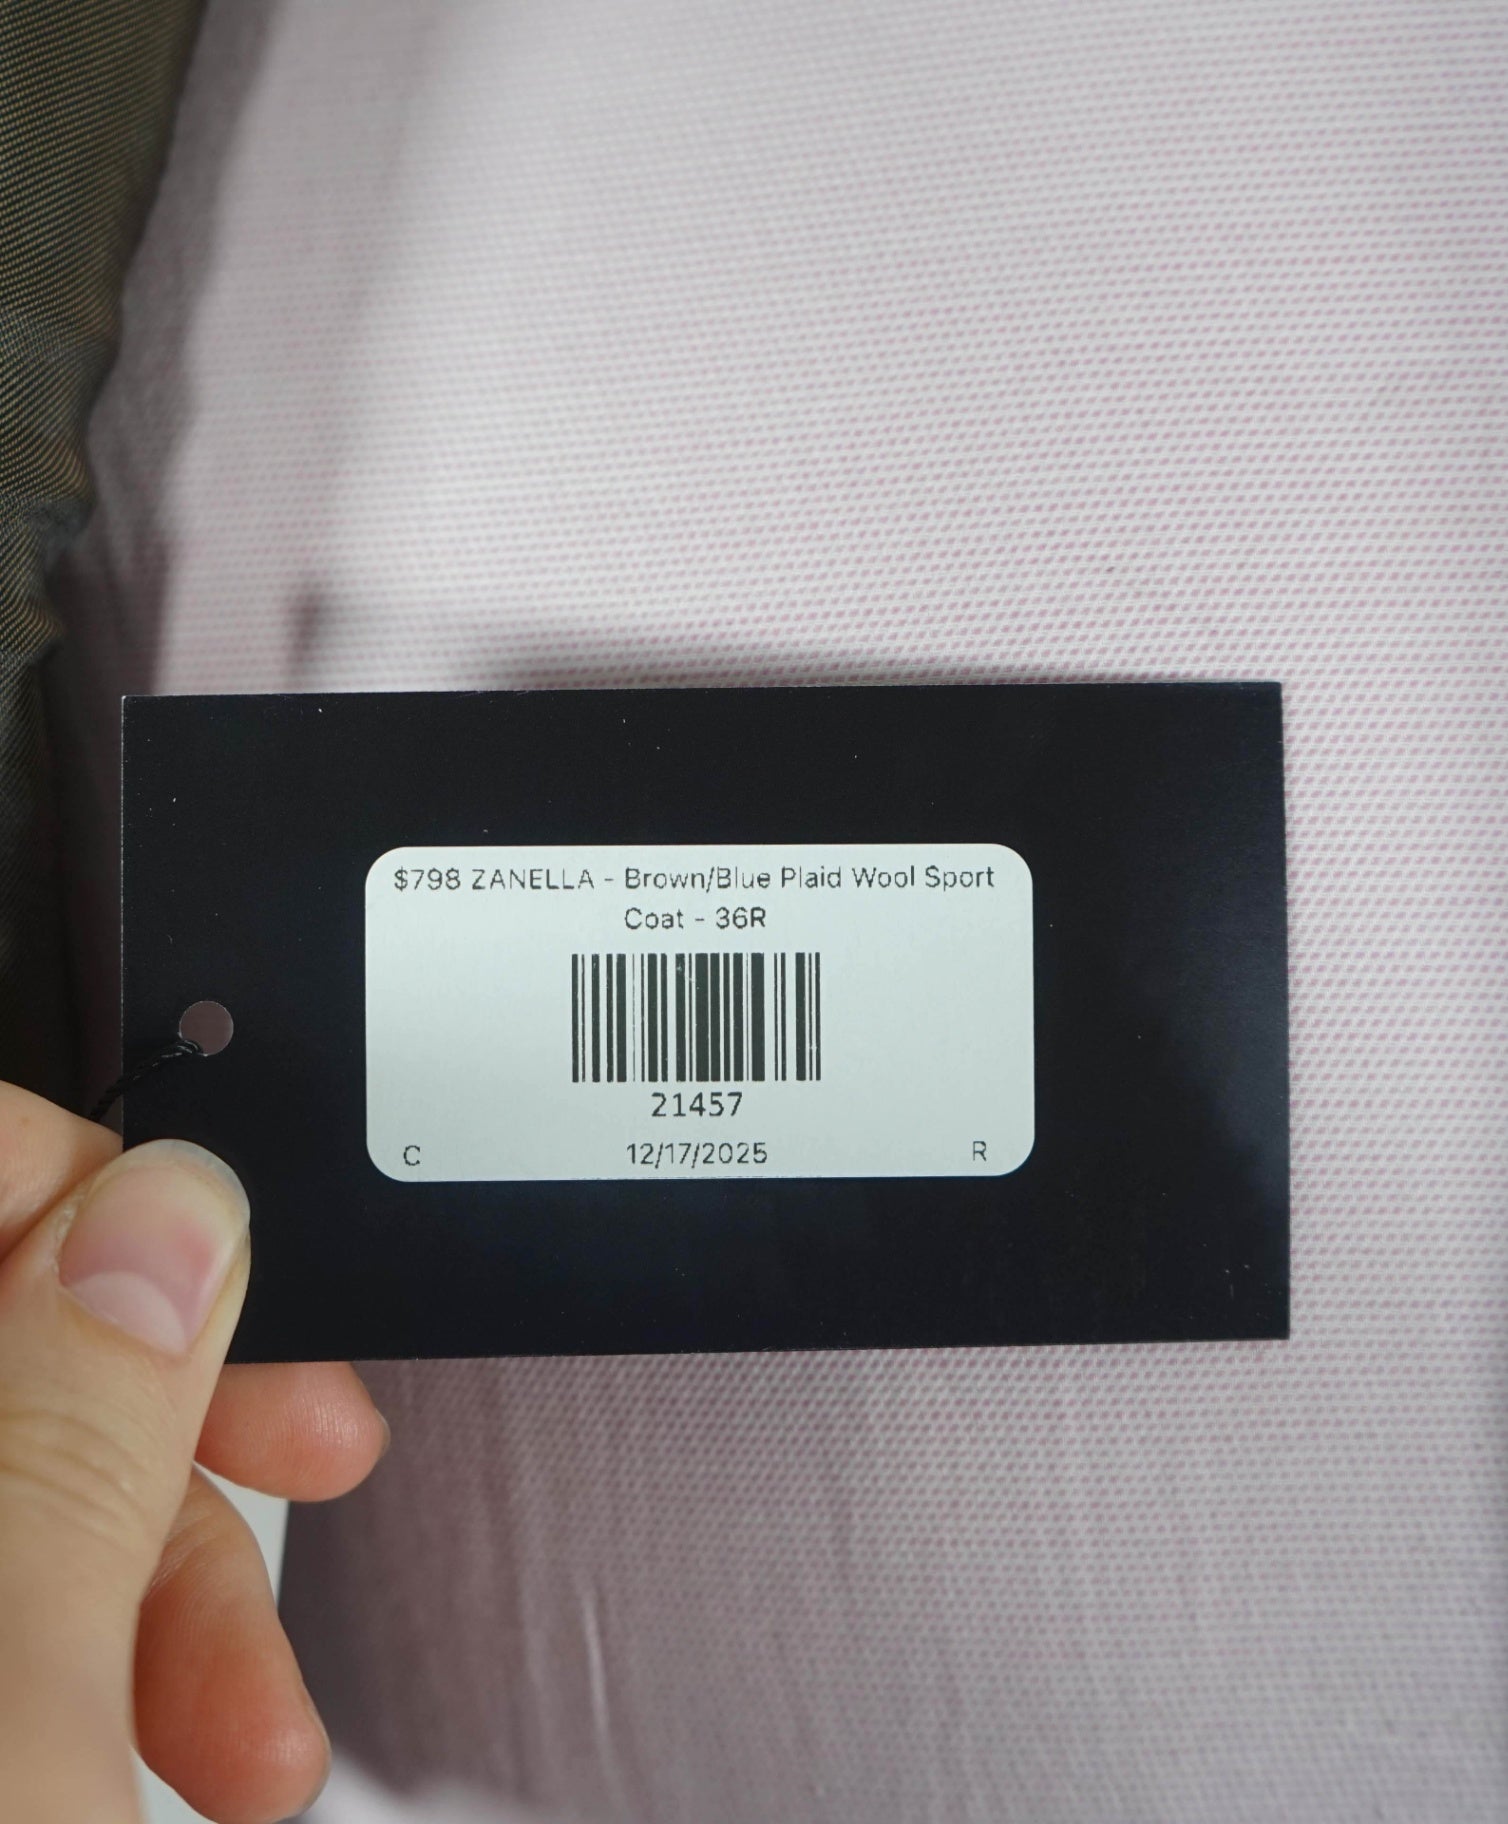 $798 ZANELLA - Brown/Blue Plaid Wool Sport
Coat - 36R
21457
C 12/17/2025 R